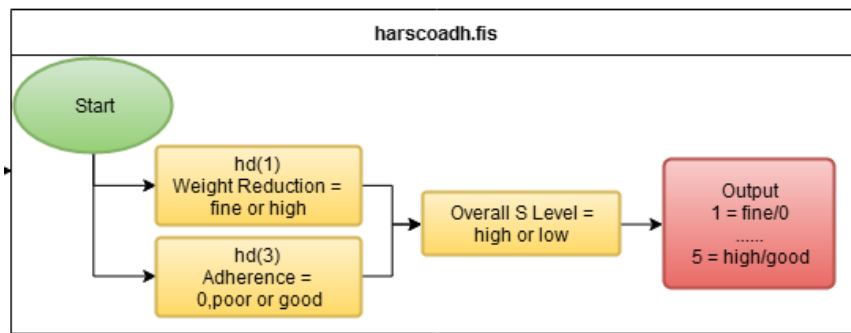 harscoadh.fis
Start
hd(1)
Weight Reduction =
fine or high
hd(3)
Adherence =
0,poor or good
Overall S Level =
high or low
Output
1 = fine/0
......
5 = high/good